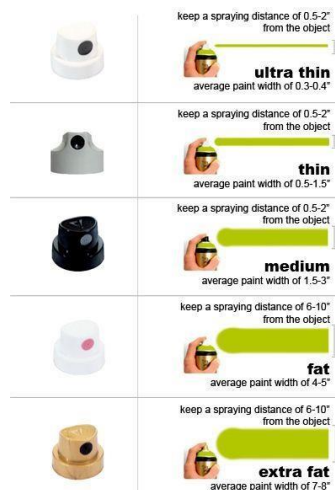 keep a spraying distance of 0.5-2"
from the object
ultra thin
average paint width of 0.3-0.4"
keep a spraying distance of 0.5-2"
from the object
thin
average paint width of 0.5-1.5"
keep a spraying distance of 0.5-2"
from the object
medium
average paint width of 1.5-3"
keep a spraying distance of 6-10"
from the object
fat
average paint width of 4-5"
keep a spraying distance of 6-10"
from the object
extra fat
average paint width of 7-8"